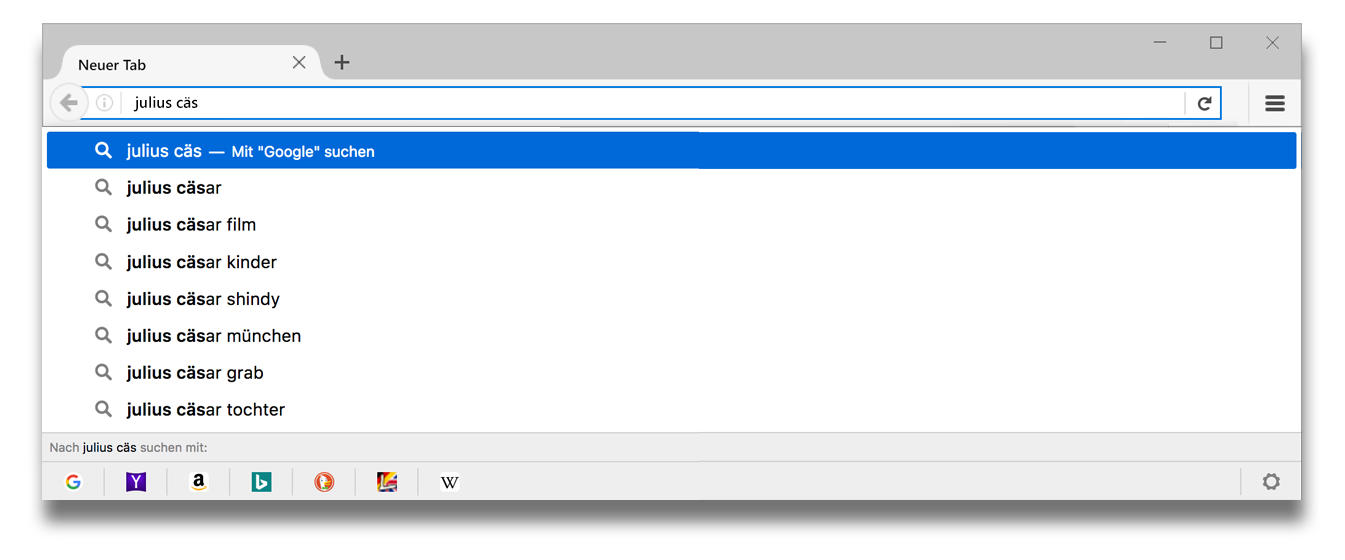 Neuer Tab
julius cäs
julius cäs — Mit "Google" suchen
julius cäsar
julius cäsar film
julius cäsar kinder
julius cäsar shindy
julius cäsar münchen
julius cäsar grab
julius cäsar tochter
Nach julius cäs suchen mit:
G Y a b W